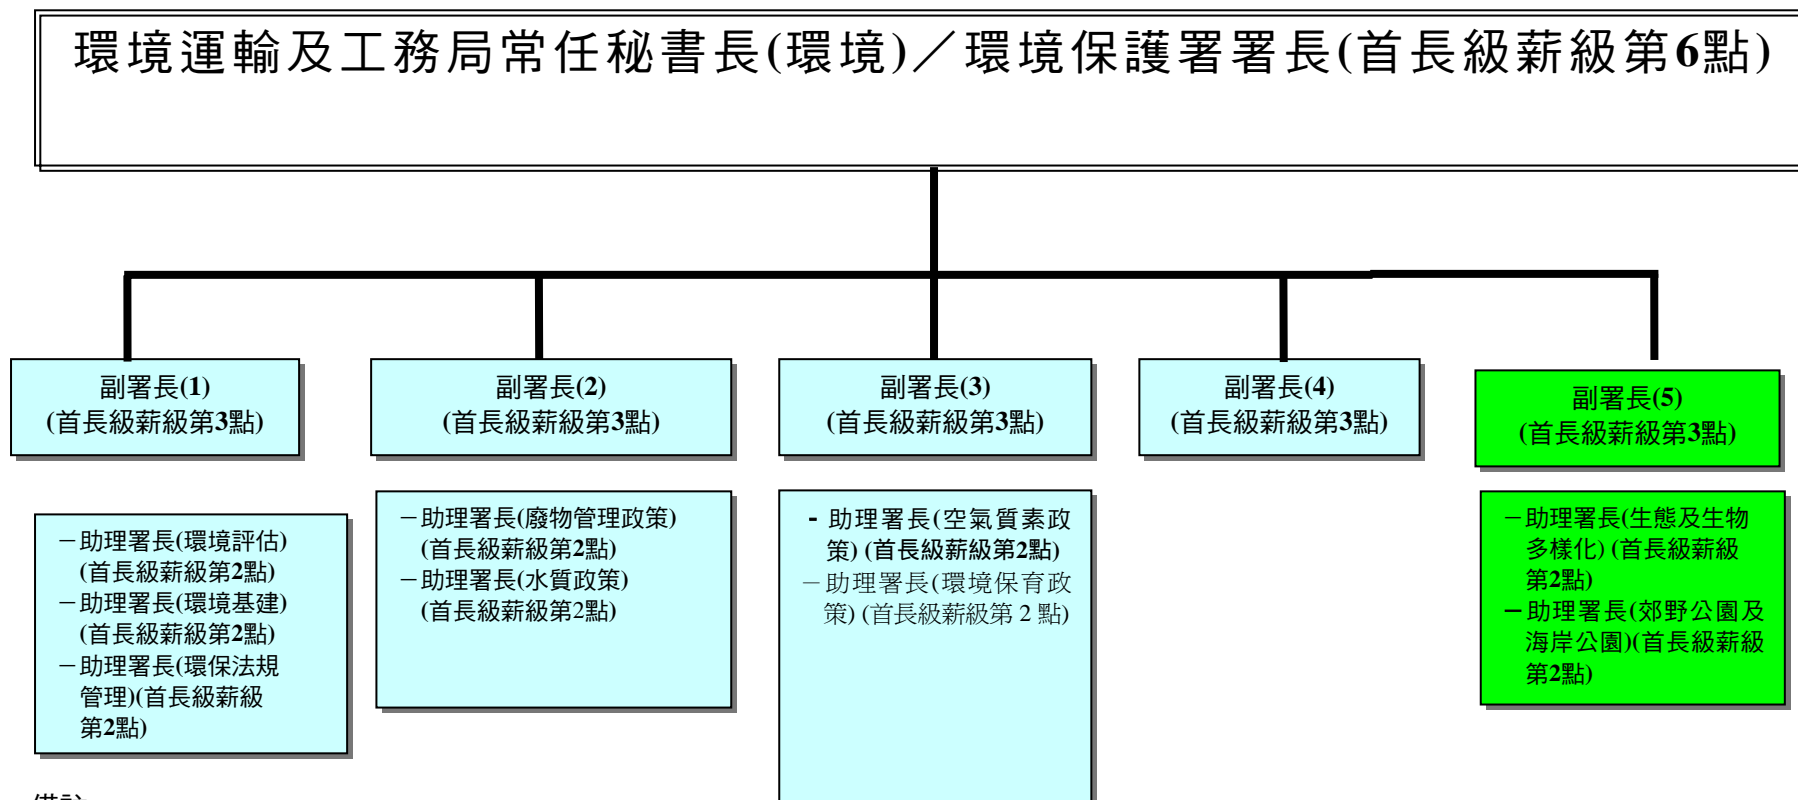 環境運輸及工務局常任秘書長(環境)／環境保護署署長(首長級薪級第6點)
副署長(1)
(首長級薪級第3點)
副署長(2)
(首長級薪級第3點)
副署長(3)
(首長級薪級第3點)
副署長(4)
(首長級薪級第3點)
副署長(5)
(首長級薪級第3點)
－助理署長(環境評估)
(首長級薪級第2點)
－助理署長(環境基建)
(首長級薪級第2點)
－助理署長(環保法規
管理)(首長級薪級
第2點)
－助理署長(廢物管理政策)
(首長級薪級第2點)
－助理署長(水質政策)
(首長級薪級第2點)
- 助理署長(空氣質素政
策) (首長級薪級第2點)
－助理署長(環境保育政
策) (首長級薪級第 2 點)
－助理署長(生態及生物
多樣化) (首長級薪級
第2點)
－助理署長(郊野公園及
海岸公園)(首長級薪級
第2點)